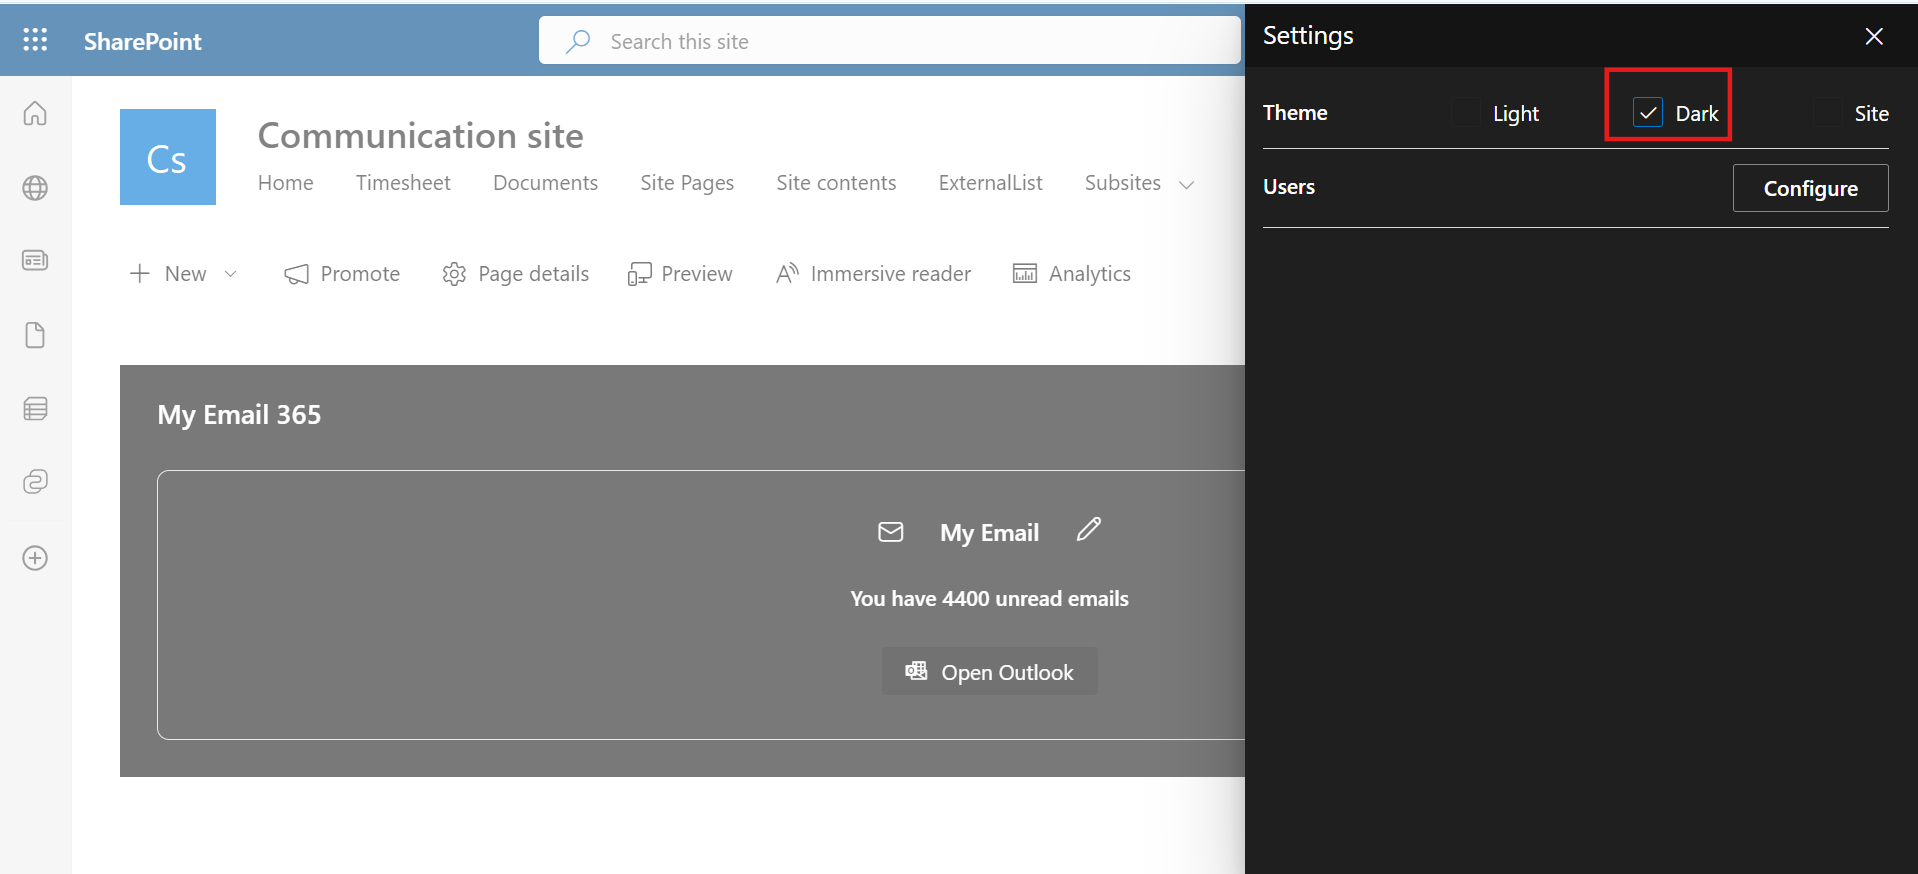 SharePoint
Search this site
Cs
Communication site
Home Timesheet Documents Site Pages Site contents ExternalList Subsites
New Promote Page details Preview Immersive reader Analytics
My Email 365
My Email
You have 4400 unread emails
Open Outlook
Settings
Theme Light Dark Site
Users Configure